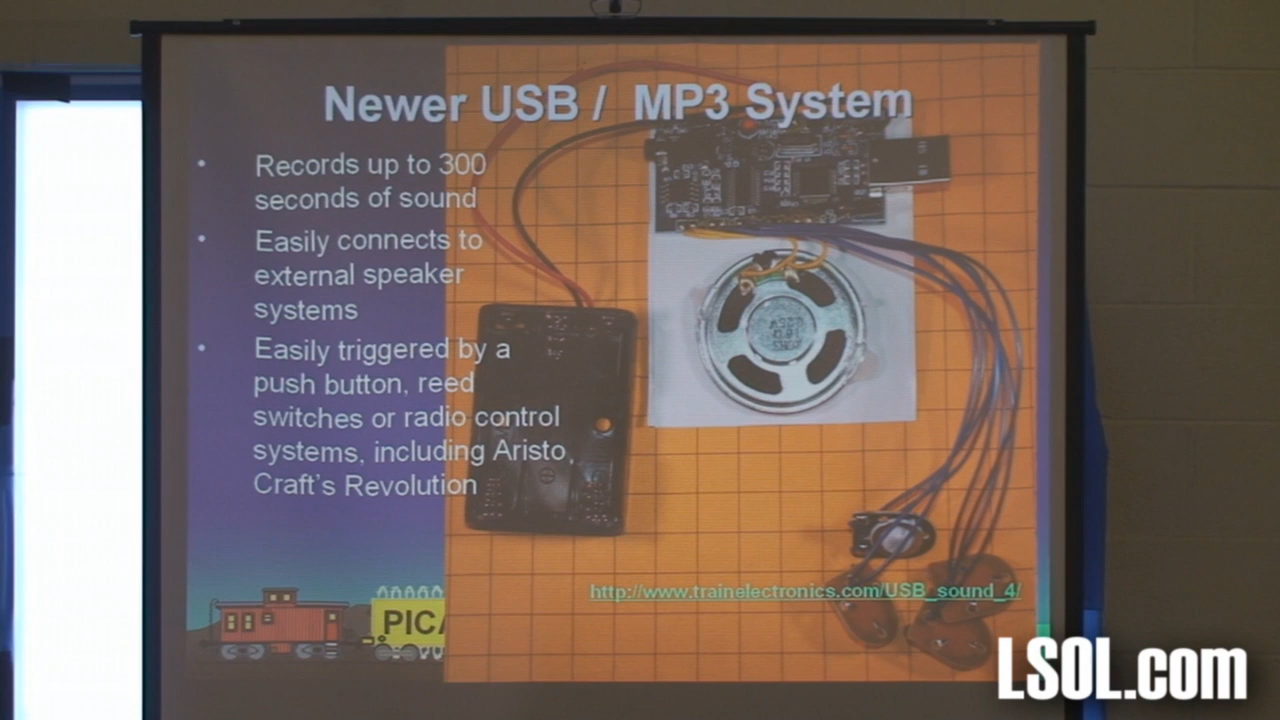 Newer USB / MP3 System
• Records up to 300
seconds of sound
• Easily connects to
external speaker
systems
• Easily triggered by a
push button, reed
switches or radio control
systems, including Aristo,
Craft's Revolution
http://www.trainelectronics.com/USB_sound_4/
PICA
LSOL.com